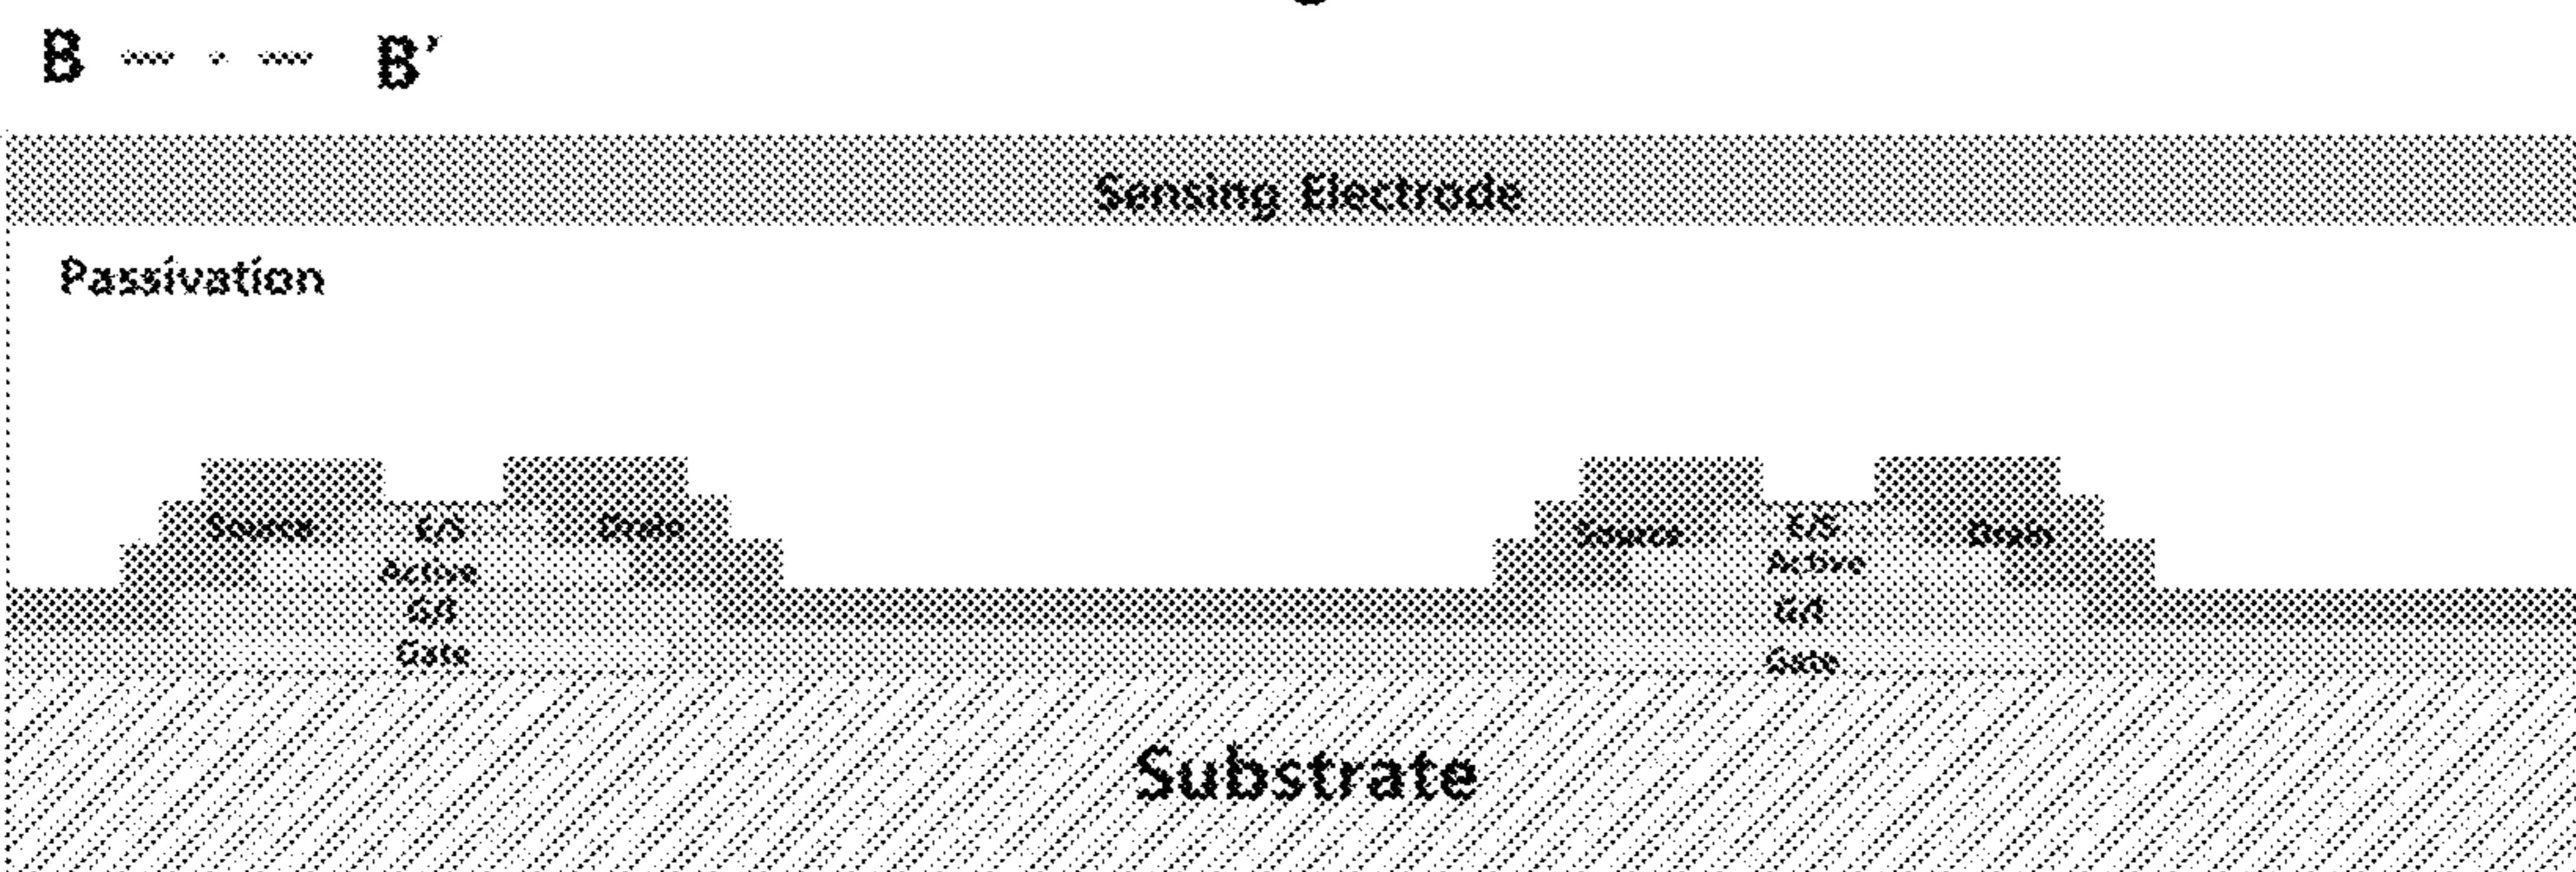 B B'
Sensing Electrode
Passivation
Source E/S Drain
Active
G/I
Gate
Source E/S Drain
Active
G/I
Gate
Substrate